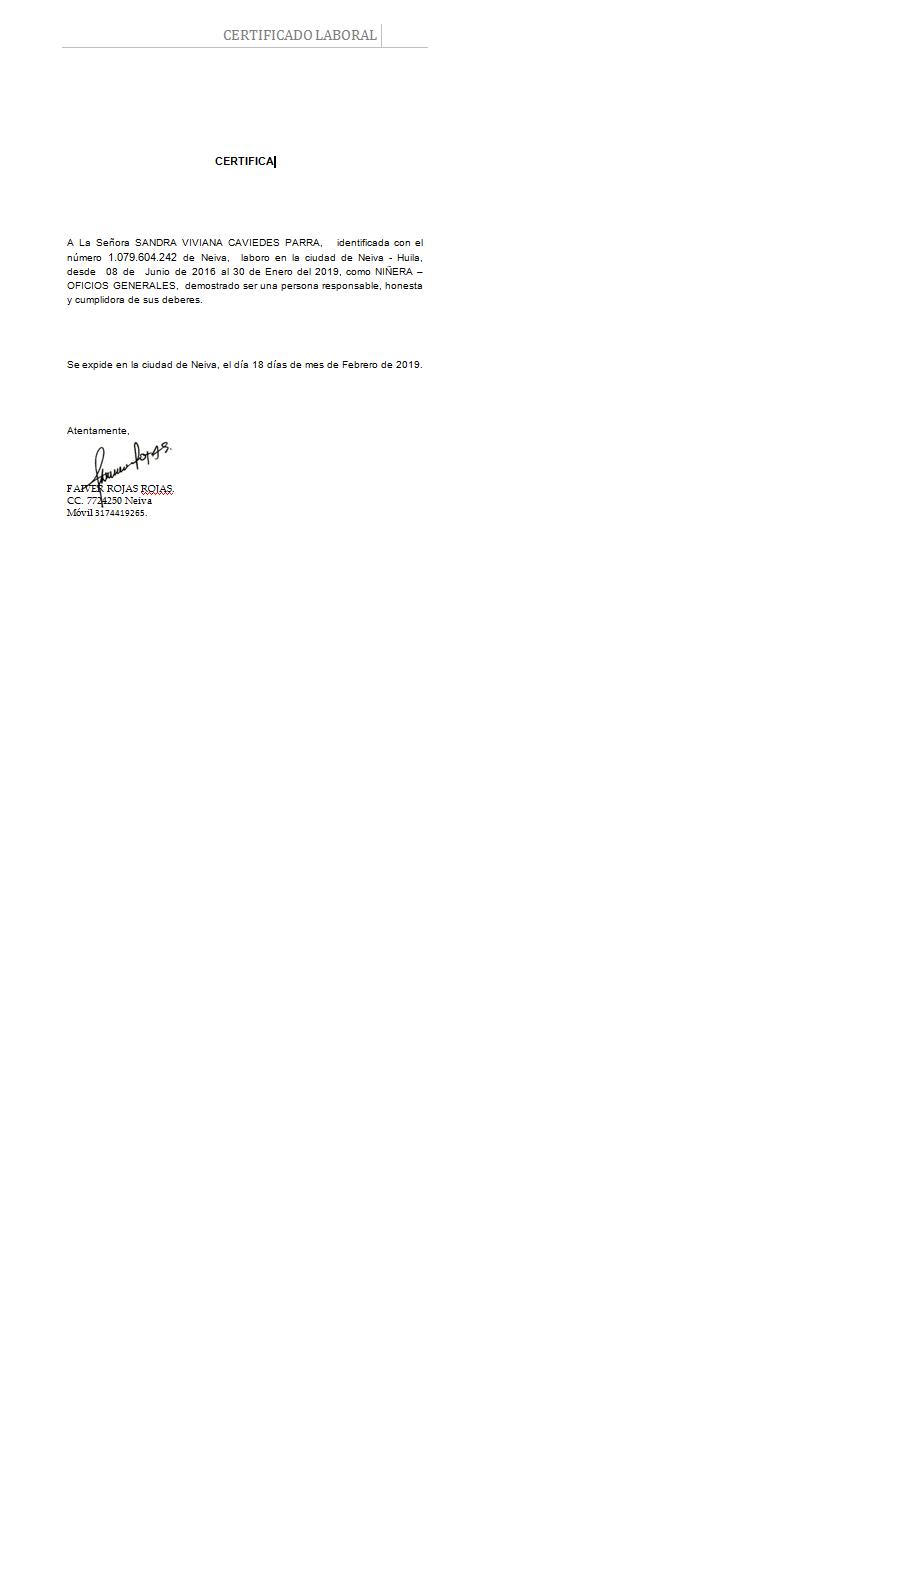 CERTIFICADO LABORAL
CERTIFICA
A La Señora SANDRA VIVIANA CAVIEDES PARRA, identificada con el
número 1.079.604.242 de Neiva, laboro en la ciudad de Neiva - Huila,
desde 08 de Junio de 2016 al 30 de Enero del 2019, como NIÑERA –
OFICIOS GENERALES, demostrado ser una persona responsable, honesta
y cumplidora de sus deberes.
Se expide en la ciudad de Neiva, el día 18 días de mes de Febrero de 2019.
Atentamente,
FAIVER ROJAS ROJAS
CC. 7724250 Neiva
Móvil 3174419265.